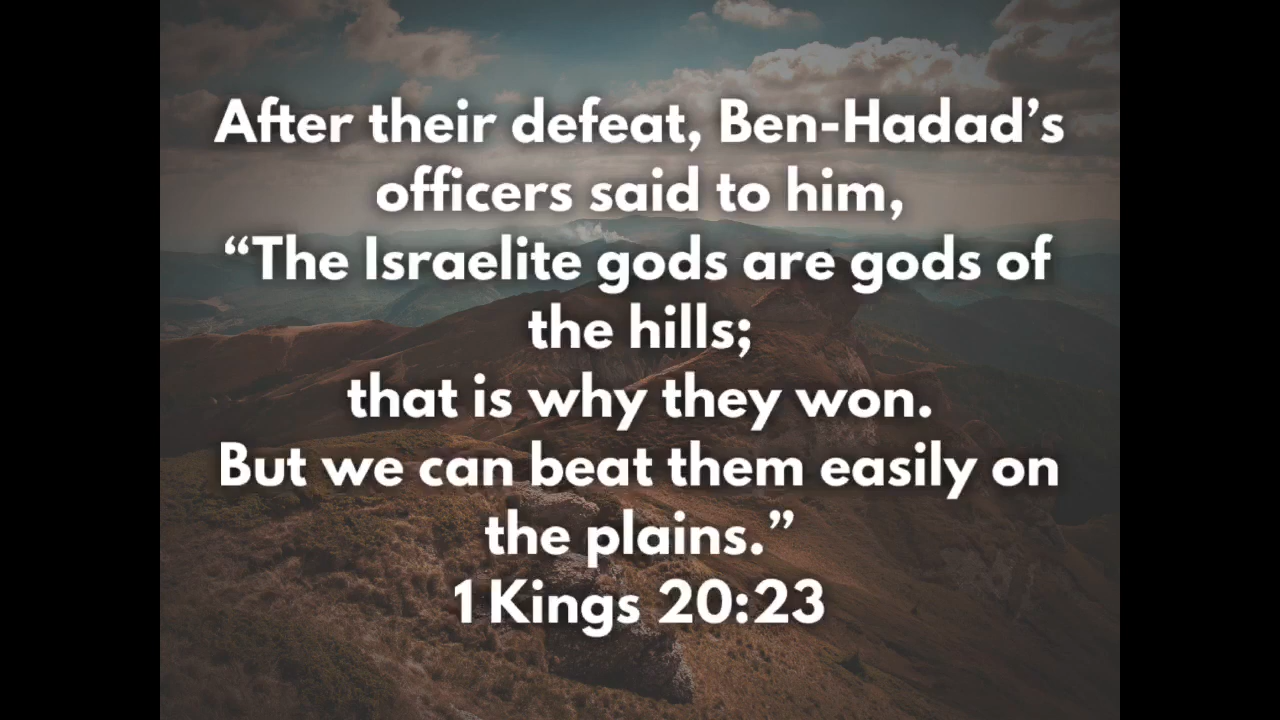 After their defeat, Ben-Hadad’s
officers said to him,
“The Israelite gods are gods of
the hills;
that is why they won.
But we can beat them easily on
the plains.”
1 Kings 20:23